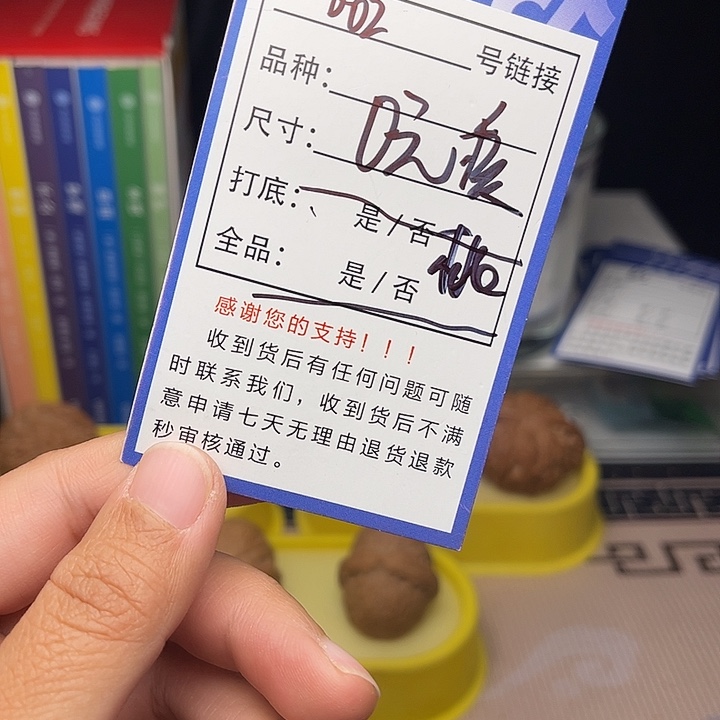 002 号链接
品种:
尺寸:
打底: 是/否
全品: 是/否
感谢您的支持!!!
收到货后有任何问题可随
时联系我们,收到货后不满
意申请七天无理由退货退款
秒审核通过。